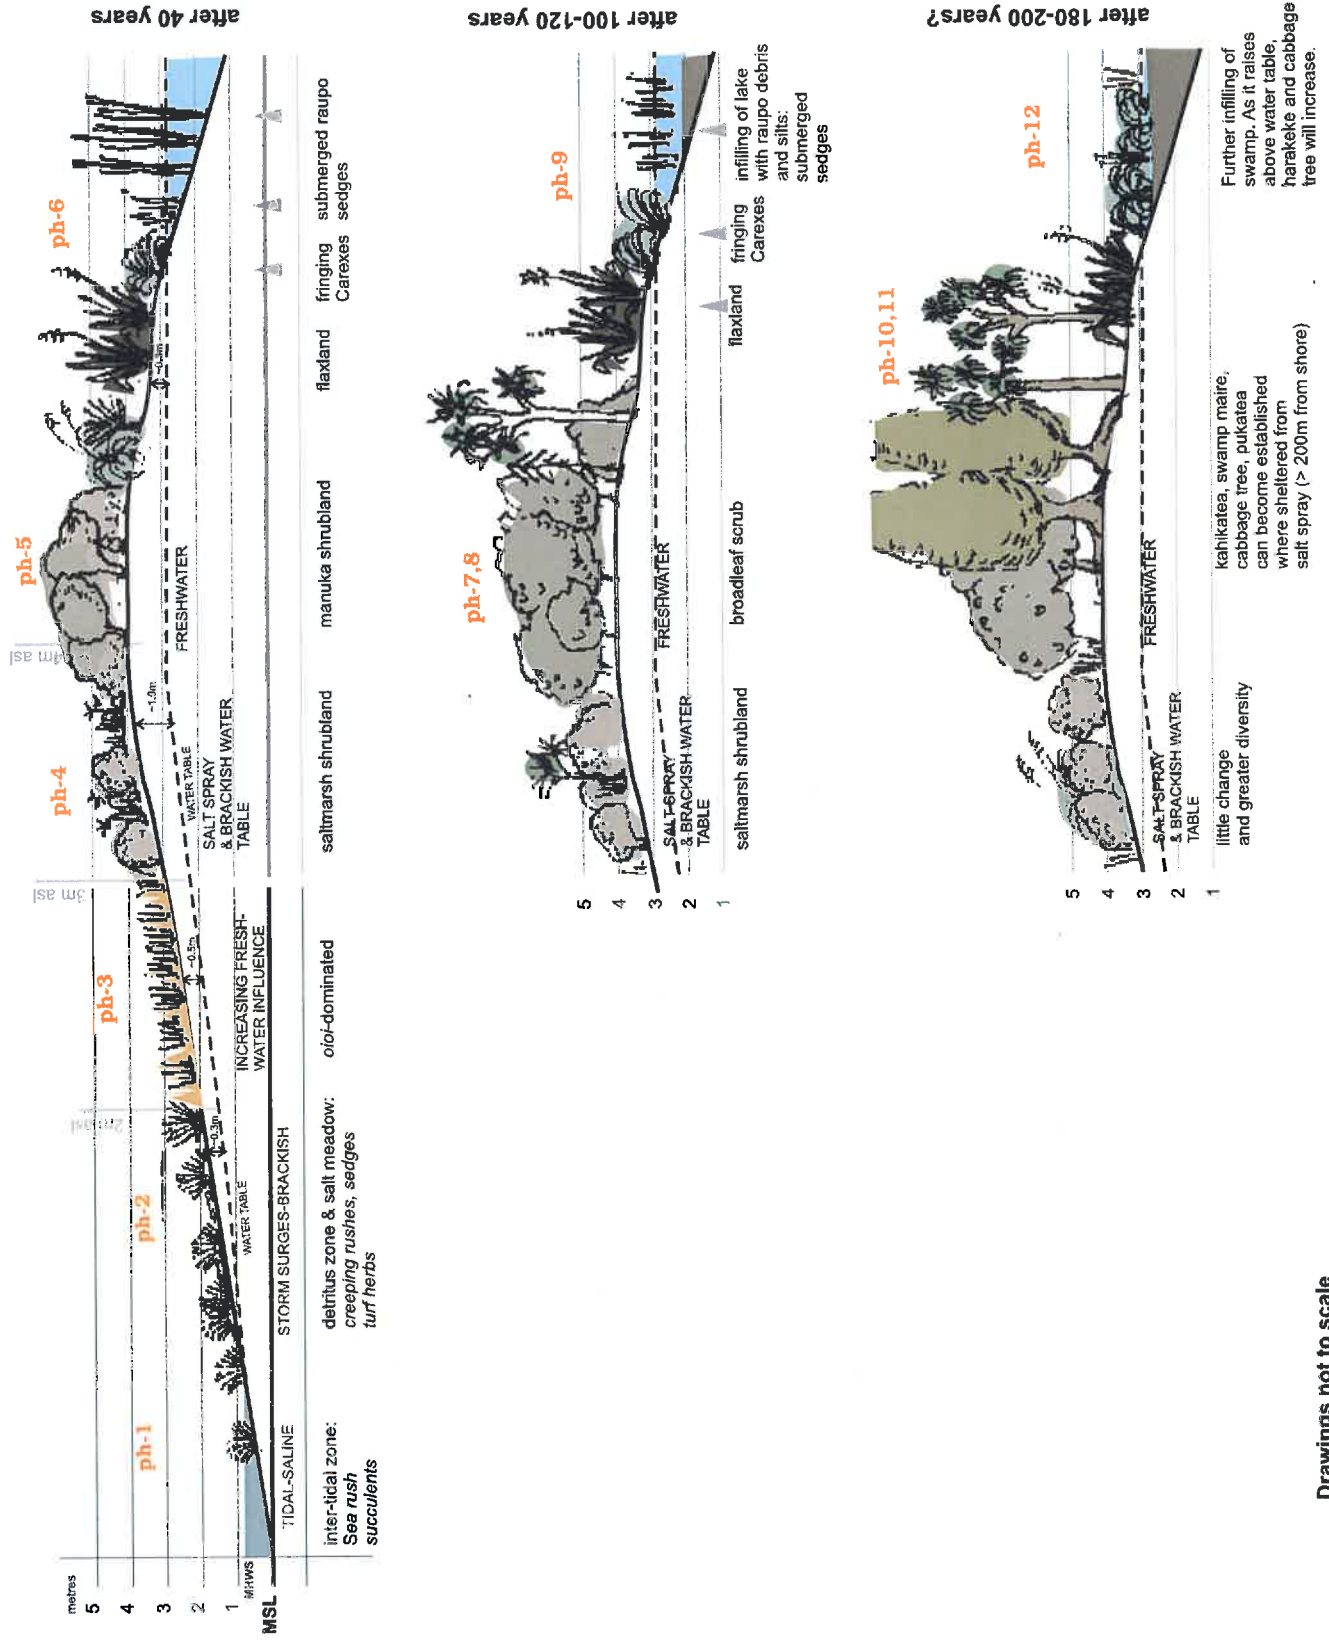 after 40 years
metres
5
4
3
2
1
MHWS
MSL
ph-1
ph-2
ph-3
ph-4
ph-5
ph-6
2m asl
3m asl
4m asl
~0.3m
~0.5m
WATER TABLE
WATER TABLE
TIDAL-SALINE
STORM SURGES-BRACKISH
INCREASING FRESH-
WATER INFLUENCE
SALT SPRAY
& BRACKISH WATER
TABLE
FRESHWATER
inter-tidal zone:
Sea rush
succulents
detritus zone & salt meadow:
creeping rushes, sedges
turf herbs
oioi-dominated
saltmarsh shrubland
manuka shrubland
flaxland
fringing
Carexes
submerged raupo
sedges
after 100-120 years
5
4
3
2
1
ph-7,8
ph-9
SALT SPRAY
& BRACKISH WATER
TABLE
FRESHWATER
saltmarsh shrubland
broadleaf scrub
flaxland
fringing
Carexes
infilling of lake
with raupo debris
and silts:
submerged
sedges
after 180-200 years?
5
4
3
2
1
ph-10,11
ph-12
SALT SPRAY
& BRACKISH WATER
TABLE
FRESHWATER
little change
and greater diversity
kahikatea, swamp maire,
cabbage tree, pukatea
can become established
where sheltered from
salt spray (> 200m from shore)
Further infilling of
swamp. As it raises
above water table,
harakeke and cabbage
tree will increase.
Drawings not to scale